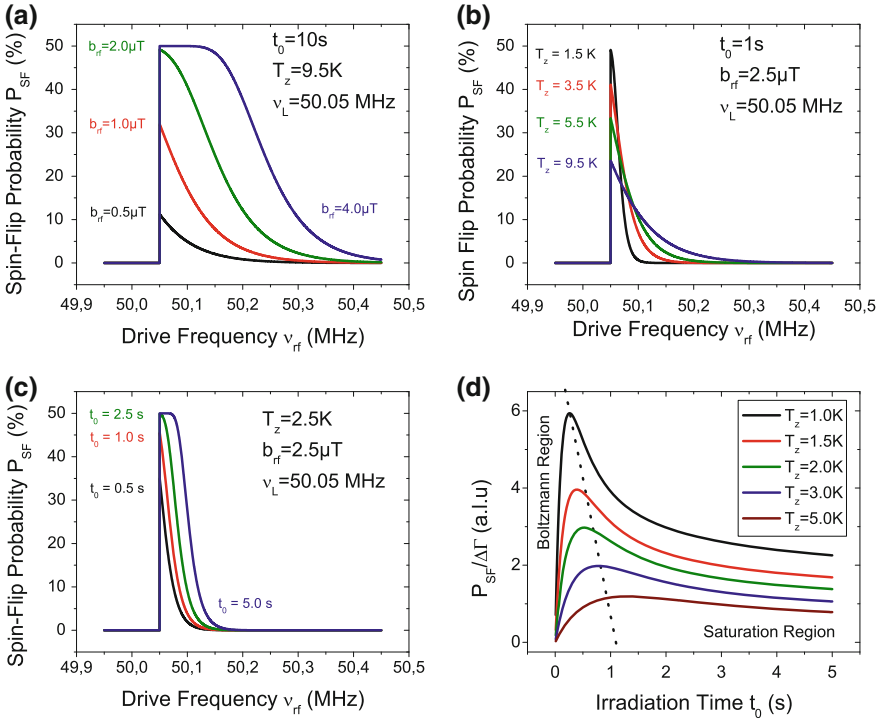 (a)
Spin-Flip Probability P_SF (%)
50
40
30
20
10
0
b_rf=2.0µT
b_rf=1.0µT
b_rf=0.5µT
b_rf=4.0µT
t_0=10s
T_z=9.5K
ν_L=50.05 MHz
49,9 50,0 50,1 50,2 50,3 50,4 50,5
Drive Frequency ν_rf (MHz)
(b)
Spin Flip Probability P_SF (%)
50
40
30
20
10
0
T_z = 1.5 K
T_z = 3.5 K
T_z = 5.5 K
T_z = 9.5 K
t_0=1s
b_rf=2.5µT
ν_L=50.05 MHz
49,9 50,0 50,1 50,2 50,3 50,4 50,5
Drive Frequency ν_rf (MHz)
(c)
Spin-Flip Probability P_SF (%)
50
40
30
20
10
0
t_0 = 2.5 s
t_0 = 1.0 s
t_0 = 0.5 s
t_0 = 5.0 s
T_z=2.5K
b_rf=2.5µT
ν_L=50.05 MHz
49,9 50,0 50,1 50,2 50,3 50,4 50,5
Drive Frequency ν_rf (MHz)
(d)
P_SF/ΔΓ (a.l.u)
6
4
2
0
Boltzmann Region
T_z=1.0K
T_z=1.5K
T_z=2.0K
T_z=3.0K
T_z=5.0K
Saturation Region
0 1 2 3 4 5
Irradiation Time t_0 (s)